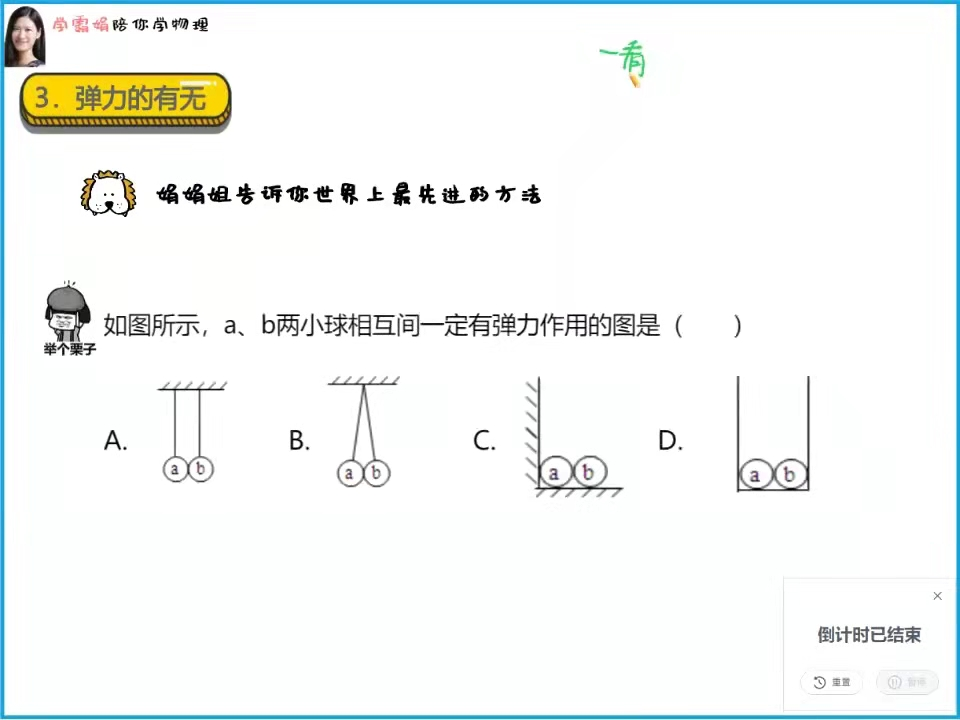 学霸娟陪你学物理
一看
3. 弹力的有无
娟娟姐告诉你世界上最先进的方法
举个栗子
如图所示，a、b两小球相互间一定有弹力作用的图是（ ）
A. a b B. a b C. a b D. a b
倒计时已结束
重置 暂停